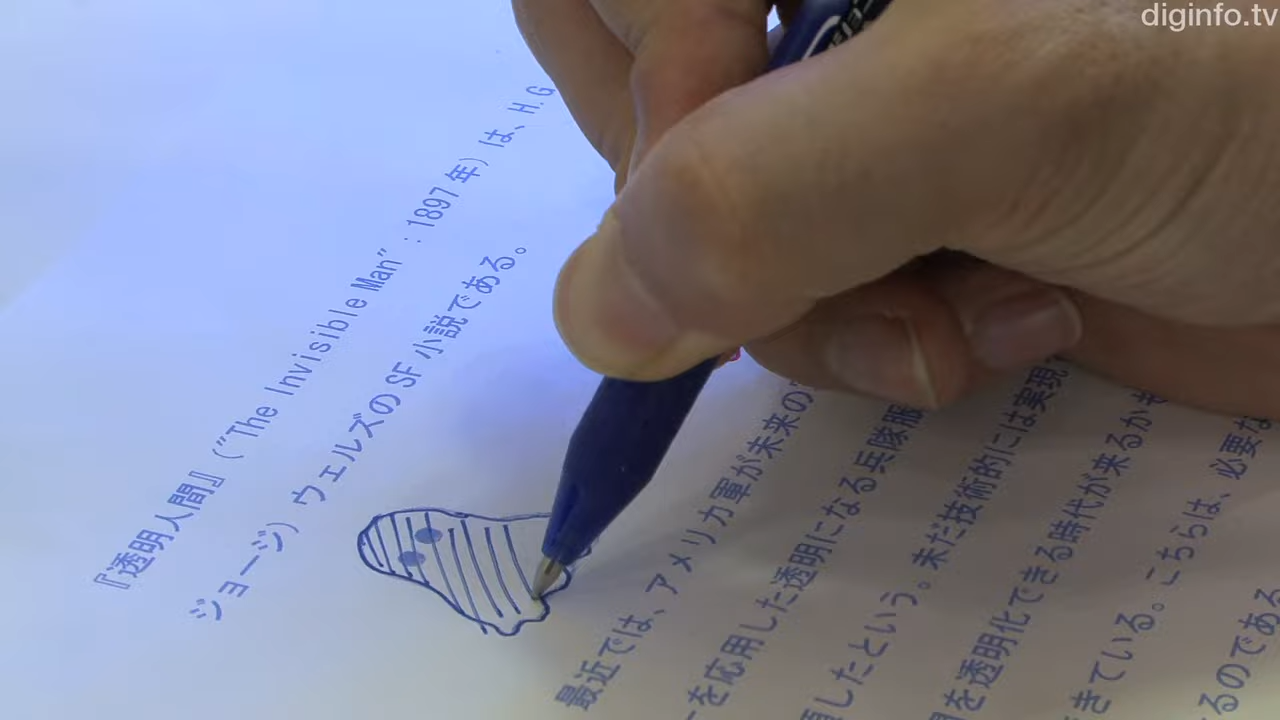 diginfo.tv
『透明人間』("The Invisible Man" : 1897年) は、H.G
ジョージ) ウェルズのSF小説である。
最近では、アメリカ軍が未来の
を応用した透明になる兵隊服
したという。未だ技術的には実現
を透明化できる時代が来るかも
きている。こちらは、必要な
るのである